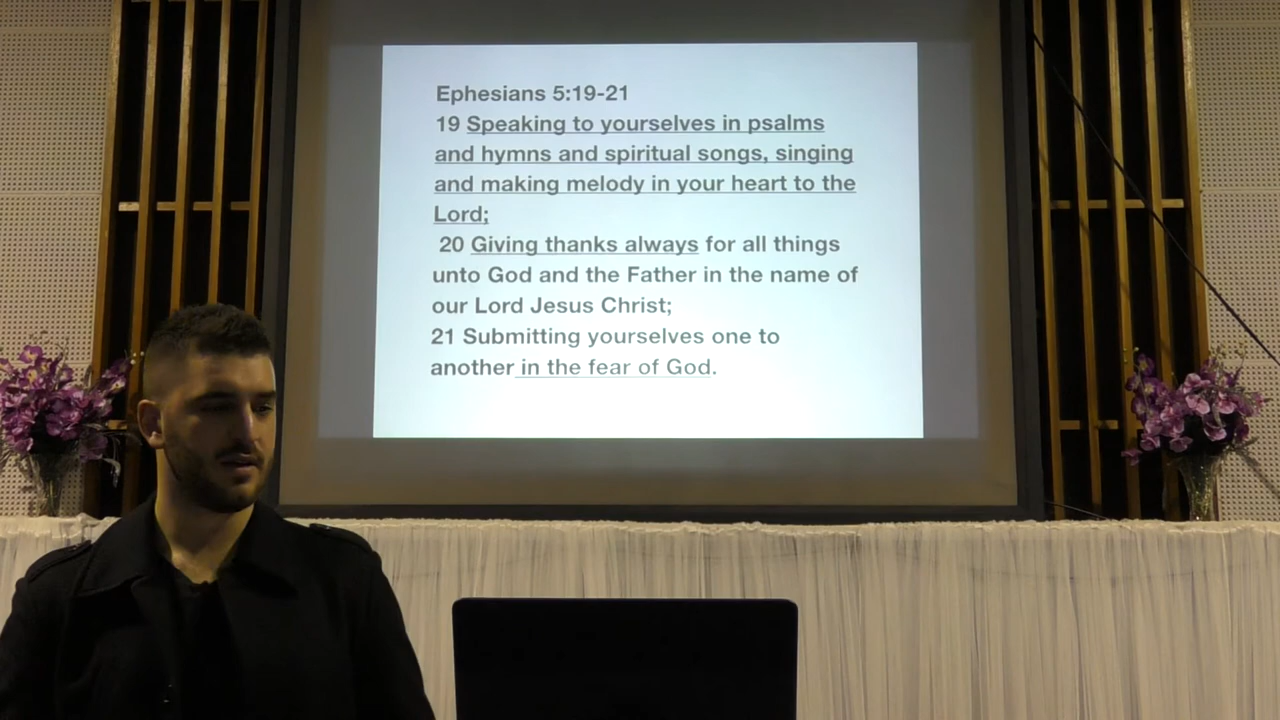 Ephesians 5:19-21
19 Speaking to yourselves in psalms
and hymns and spiritual songs, singing
and making melody in your heart to the
Lord;
20 Giving thanks always for all things
unto God and the Father in the name of
our Lord Jesus Christ;
21 Submitting yourselves one to
another in the fear of God.